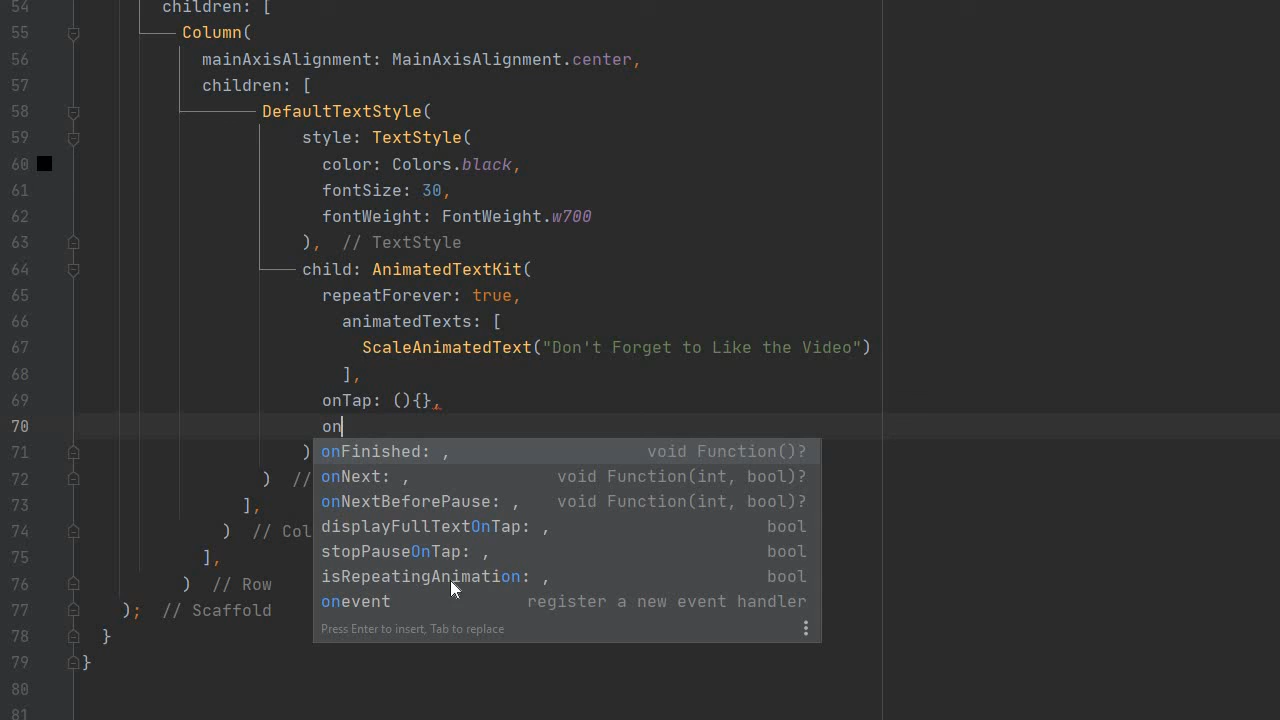 54 children: [
55 Column(
56 mainAxisAlignment: MainAxisAlignment.center,
57 children: [
58 DefaultTextStyle(
59 style: TextStyle(
60 color: Colors.black,
61 fontSize: 30,
62 fontWeight: FontWeight.w700
63 ), // TextStyle
64 child: AnimatedTextKit(
65 repeatForever: true,
66 animatedTexts: [
67 ScaleAnimatedText("Don't Forget to Like the Video")
68 ],
69 onTap: (){},
70 on
71 )
72 ) //
73 ],
74 ) // Col
75 ],
76 ) // Row
77 ); // Scaffold
78 }
79 }
80
81
onFinished: , void Function()?
onNext: , void Function(int, bool)?
onNextBeforePause: , void Function(int, bool)?
displayFullTextOnTap: , bool
stopPauseOnTap: , bool
isRepeatingAnimation: , bool
onevent register a new event handler
Press Enter to insert, Tab to replace